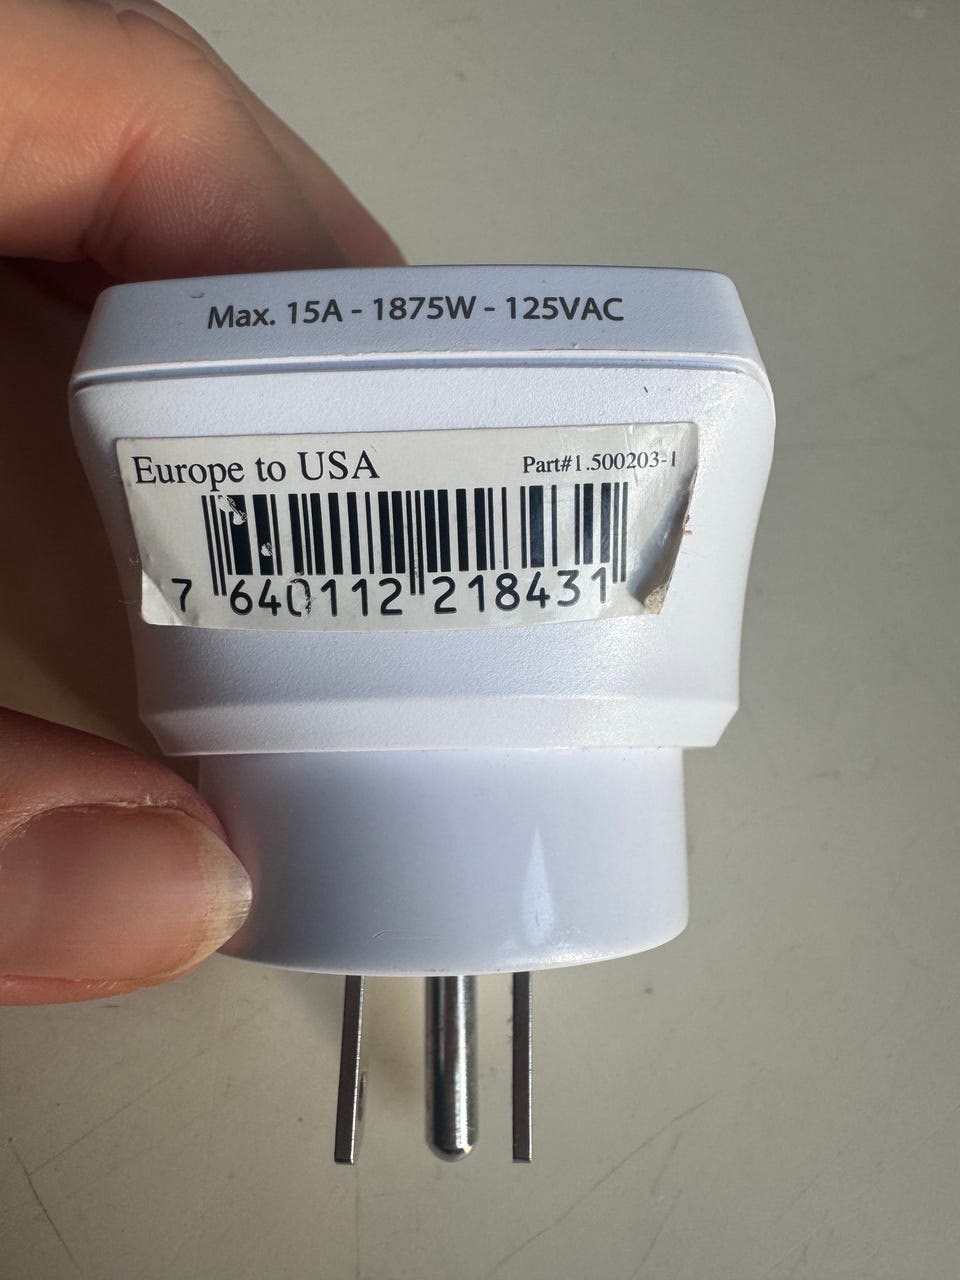 Max. 15A - 1875W - 125VAC
Europe to USA Part#1.500203-1
7 640112 218431